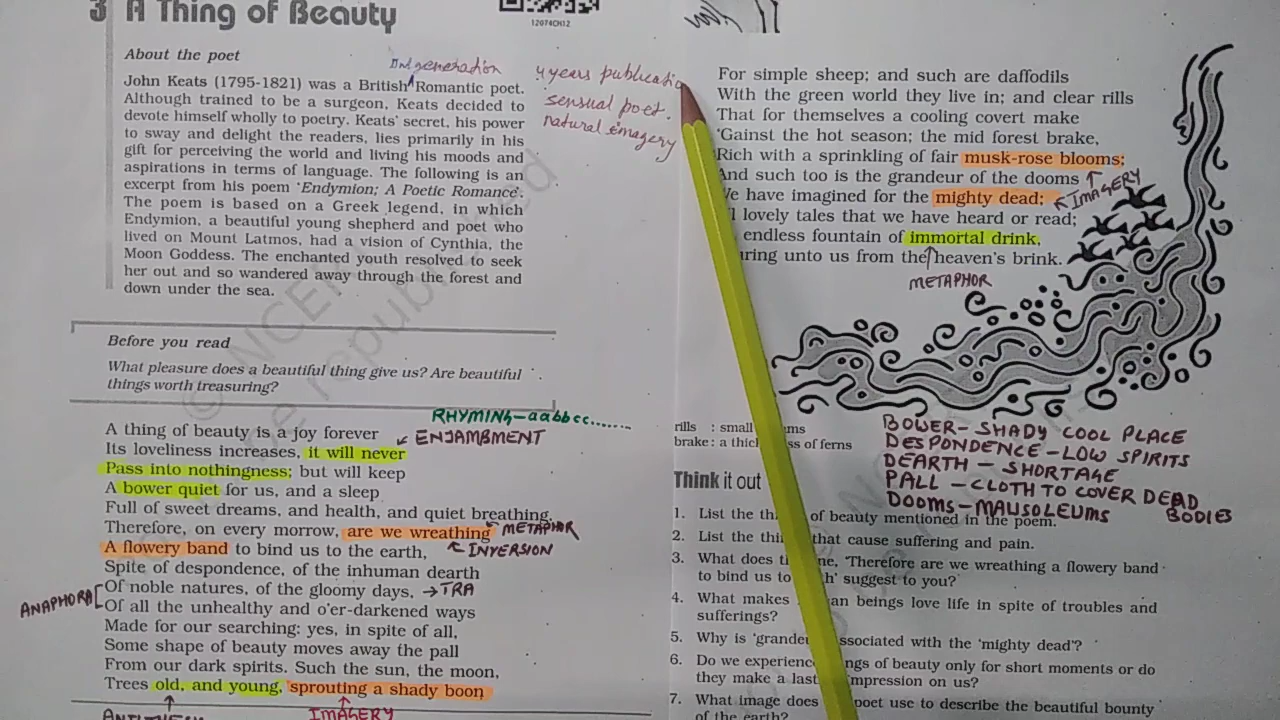 3 A Thing of Beauty
12074CH12
About the poet
IInd generation
John Keats (1795-1821) was a British Romantic poet.
Although trained to be a surgeon, Keats decided to
devote himself wholly to poetry. Keats' secret, his power
to sway and delight the readers, lies primarily in his
gift for perceiving the world and living his moods and
aspirations in terms of language. The following is an
excerpt from his poem 'Endymion; A Poetic Romance'.
The poem is based on a Greek legend, in which
Endymion, a beautiful young shepherd and poet who
lived on Mount Latmos, had a vision of Cynthia, the
Moon Goddess. The enchanted youth resolved to seek
her out and so wandered away through the forest and
down under the sea.
4 years
sensual poet.
natural imagery
Before you read
What pleasure does a beautiful thing give us? Are beautiful
things worth treasuring?
RHYMING-aabbcc.......
A thing of beauty is a joy forever
ENJAMBMENT
Its loveliness increases, it will never
Pass into nothingness; but will keep
A bower quiet for us, and a sleep
Full of sweet dreams, and health, and quiet breathing.
Therefore, on every morrow, are we wreathing METAPHOR
A flowery band to bind us to the earth, INVERSION
Spite of despondence, of the inhuman dearth
Of noble natures, of the gloomy days, → TRA
ANAPHORA
Of all the unhealthy and o'er-darkened ways
Made for our searching: yes, in spite of all,
Some shape of beauty moves away the pall
From our dark spirits. Such the sun, the moon,
Trees old, and young, sprouting a shady boon
IMAGERY
For simple sheep; and such are daffodils
With the green world they live in; and clear rills
That for themselves a cooling covert make
'Gainst the hot season; the mid forest brake,
Rich with a sprinkling of fair musk-rose blooms;
And such too is the grandeur of the dooms
IMAGERY
We have imagined for the mighty dead;
lovely tales that we have heard or read;
endless fountain of immortal drink,
unto us from the heaven's brink.
METAPHOR
rills : small
brake : a of ferns
BOWER- SHADY COOL PLACE
DESPONDENCE-LOW SPIRITS
DEARTH - SHORTAGE
PALL - CLOTH TO COVER DEAD BODIES
DOOMS-MAUSOLEUMS
Think it out
1. List the of beauty mentioned in the poem.
2. List the that cause suffering and pain.
3. What does 'Therefore are we wreathing a flowery band
to bind us to suggest to you?
4. What makes beings love life in spite of troubles and
sufferings?
5. Why is associated with the 'mighty dead'?
6. Do we of beauty only for short moments or do
they make a impression on us?
7. What image does poet use to describe the beautiful bounty
of the earth?